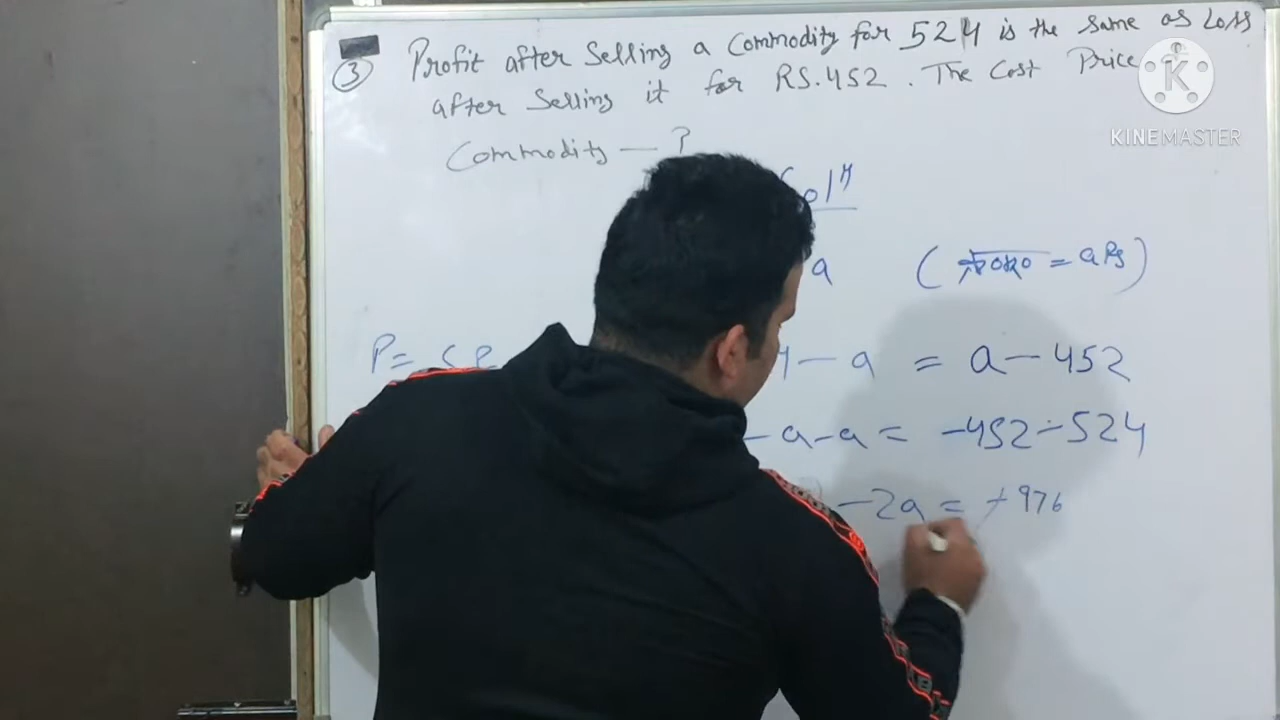 ③ Profit after Selling a Commodity for 524 is the Same as Loss
after Selling it for RS.452 . The Cost Price
Commodity — ?
Solⁿ
a ( = a Rs)
P = – a = a – 452
– a – a = –452 – 524
– 2a = 976
KINEMASTER